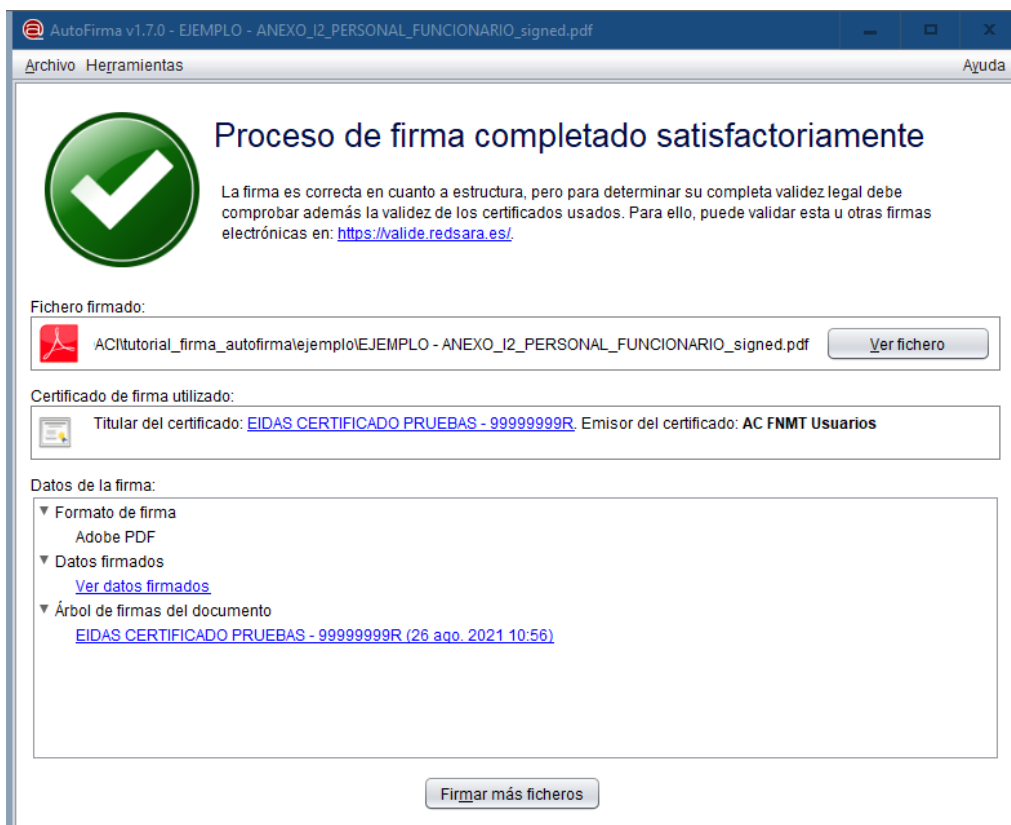 AutoFirma v1.7.0 - EJEMPLO - ANEXO_I2_PERSONAL_FUNCIONARIO_signed.pdf
Archivo Herramientas Ayuda
Proceso de firma completado satisfactoriamente
La firma es correcta en cuanto a estructura, pero para determinar su completa validez legal debe
comprobar además la validez de los certificados usados. Para ello, puede validar esta u otras firmas
electrónicas en: https://valide.redsara.es/.
Fichero firmado:
\ACI\tutorial_firma_autofirma\ejemplo\EJEMPLO - ANEXO_I2_PERSONAL_FUNCIONARIO_signed.pdf Ver fichero
Certificado de firma utilizado:
Titular del certificado: EIDAS CERTIFICADO PRUEBAS - 99999999R. Emisor del certificado: AC FNMT Usuarios
Datos de la firma:
Formato de firma
Adobe PDF
Datos firmados
Ver datos firmados
Árbol de firmas del documento
EIDAS CERTIFICADO PRUEBAS - 99999999R (26 ago. 2021 10:56)
Firmar más ficheros